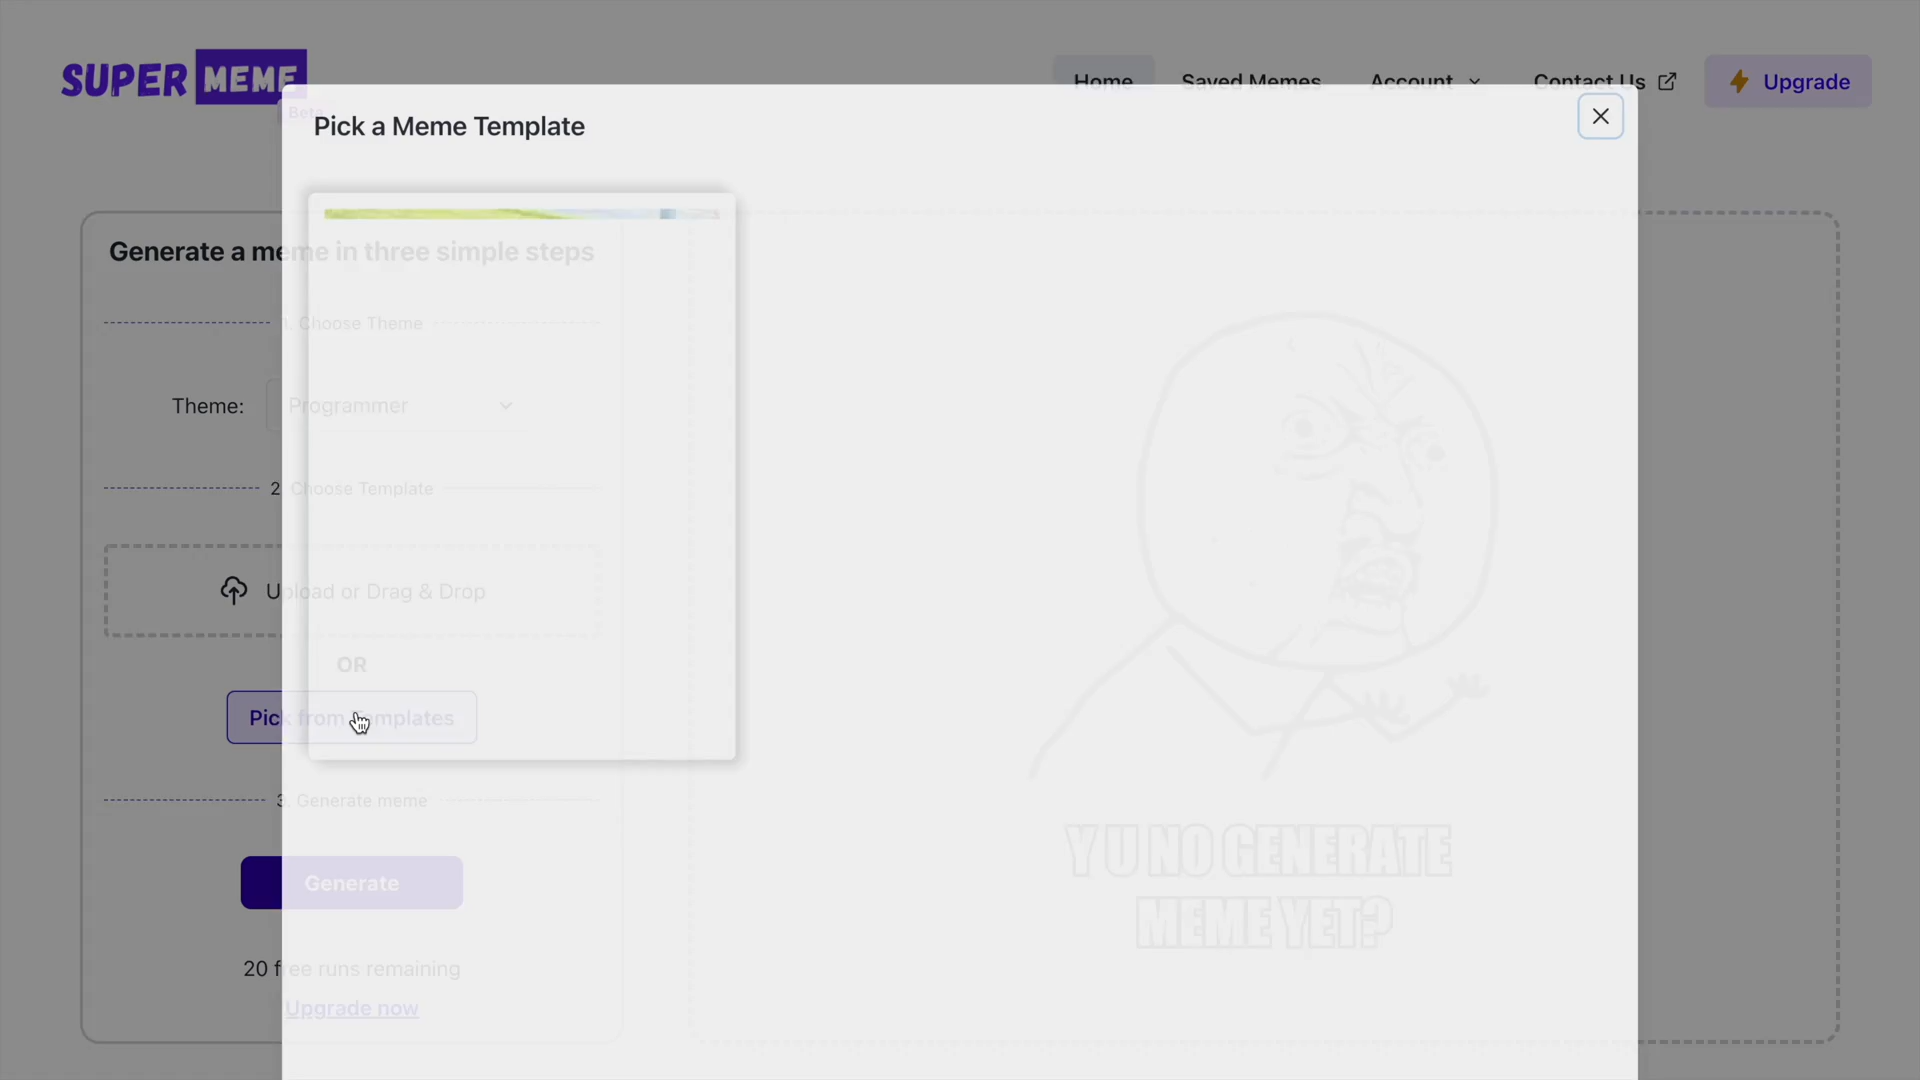 SUPER MEME
Beta
Home
Saved Memes
Account
Contact Us
Upgrade
Pick a Meme Template
Generate a meme in three simple steps
1. Choose Theme
Theme:
Programmer
2. Choose Template
Upload or Drag & Drop
OR
Pick from Templates
3. Generate meme
Generate
20 free runs remaining
Upgrade now
Y U NO GENERATE
MEME YET?